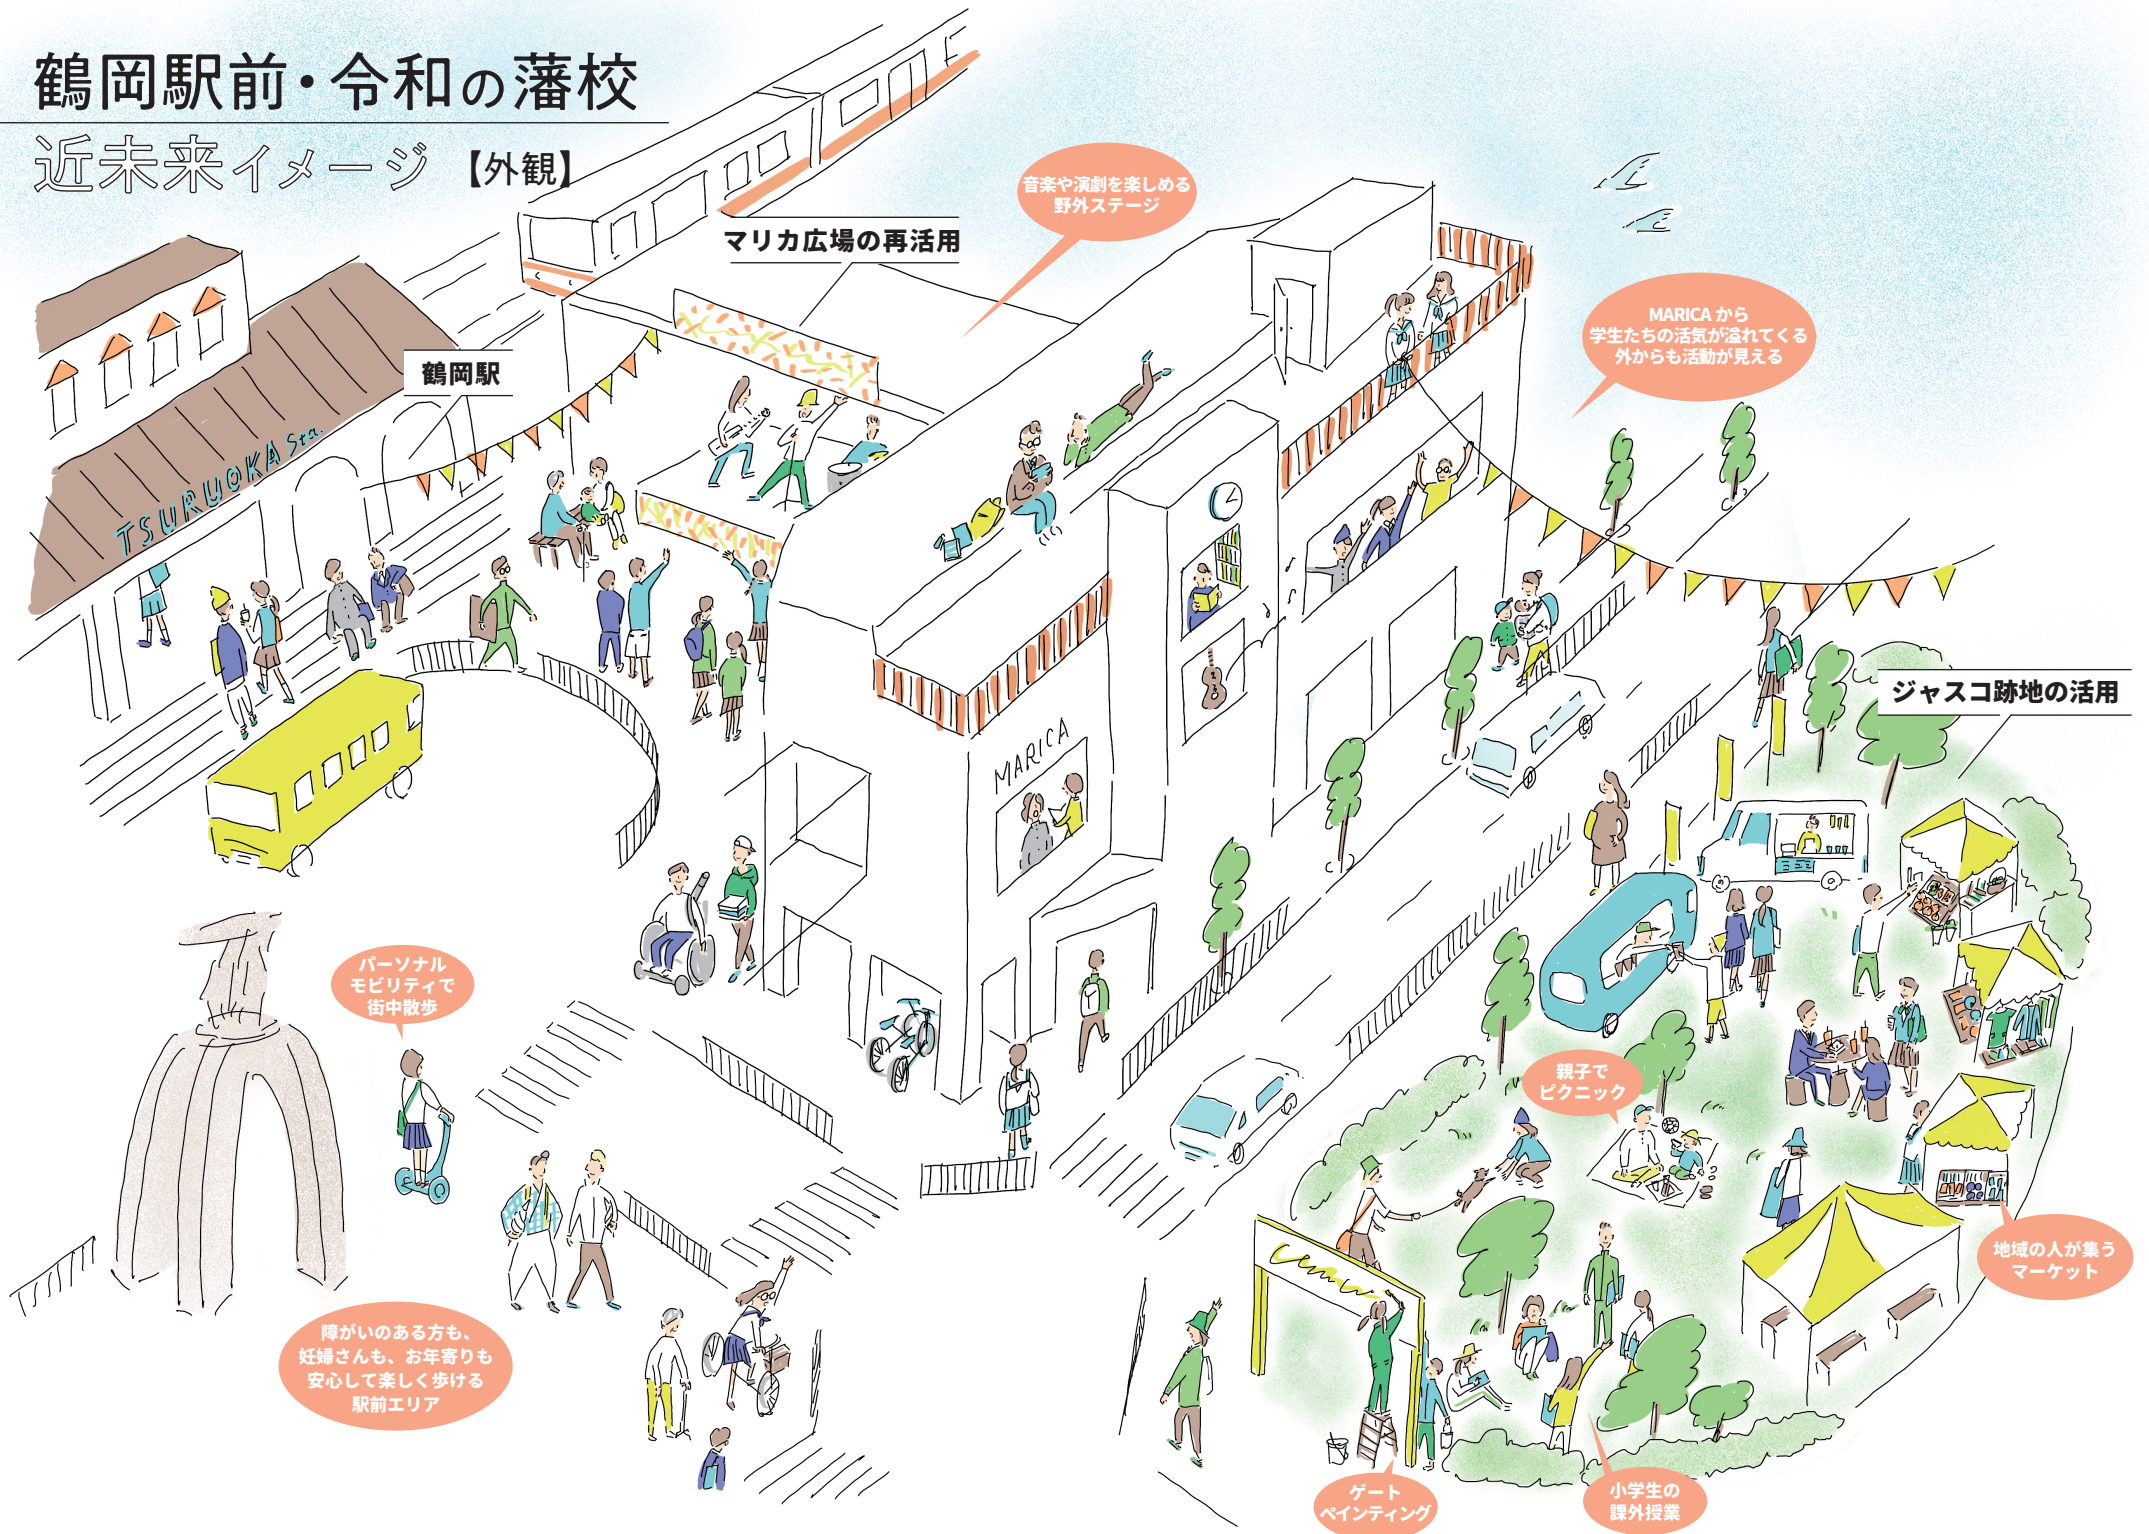 鶴岡駅前・令和の藩校
近未来イメージ【外観】
音楽や演劇を楽しめる
野外ステージ
マリカ広場の再活用
MARICAから
学生たちの活気が溢れてくる
外からも活動が見える
鶴岡駅
TSURUOKA Sta.
ジャスコ跡地の活用
MARICA
パーソナル
モビリティで
街中散歩
親子で
ピクニック
地域の人が集う
マーケット
障がいのある方も、
妊婦さんも、お年寄りも
安心して楽しく歩ける
駅前エリア
ゲート
ペインティング
小学生の
課外授業